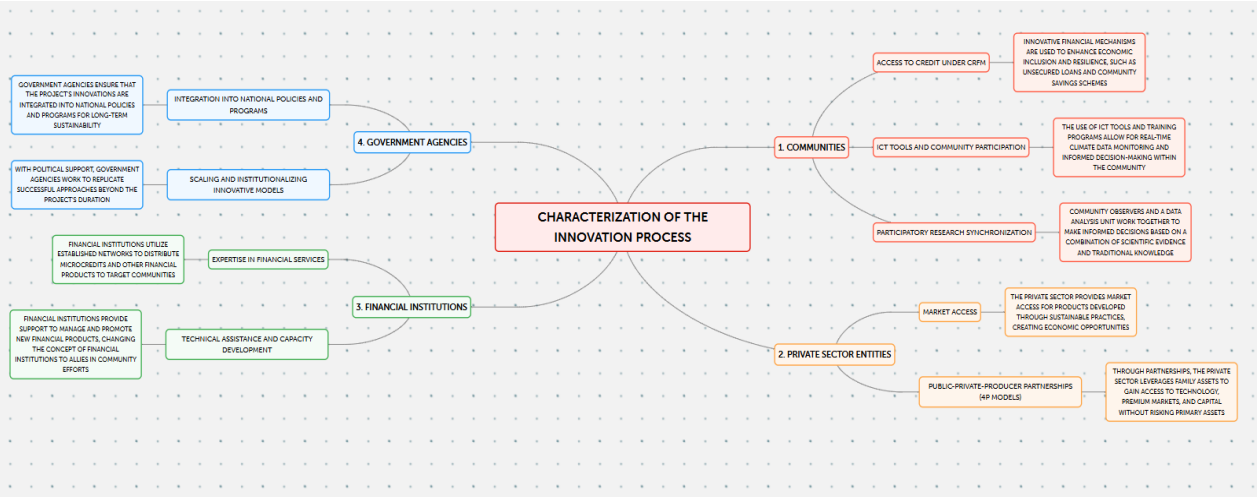 CHARACTERIZATION OF THE
INNOVATION PROCESS
1. COMMUNITIES
ACCESS TO CREDIT UNDER CRFM
INNOVATIVE FINANCIAL MECHANISMS
ARE USED TO ENHANCE ECONOMIC
INCLUSION AND RESILIENCE, SUCH AS
UNSECURED LOANS AND COMMUNITY
SAVINGS SCHEMES
ICT TOOLS AND COMMUNITY PARTICIPATION
THE USE OF ICT TOOLS AND TRAINING
PROGRAMS ALLOW FOR REAL-TIME
CLIMATE DATA MONITORING AND
INFORMED DECISION-MAKING WITHIN
THE COMMUNITY
PARTICIPATORY RESEARCH SYNCHRONIZATION
COMMUNITY OBSERVERS AND A DATA
ANALYSIS UNIT WORK TOGETHER TO
MAKE INFORMED DECISIONS BASED ON A
COMBINATION OF SCIENTIFIC EVIDENCE
AND TRADITIONAL KNOWLEDGE
2. PRIVATE SECTOR ENTITIES
MARKET ACCESS
THE PRIVATE SECTOR PROVIDES MARKET
ACCESS FOR PRODUCTS DEVELOPED
THROUGH SUSTAINABLE PRACTICES,
CREATING ECONOMIC OPPORTUNITIES
PUBLIC-PRIVATE-PRODUCER PARTNERSHIPS
(4P MODELS)
THROUGH PARTNERSHIPS, THE PRIVATE
SECTOR LEVERAGES FAMILY ASSETS TO
GAIN ACCESS TO TECHNOLOGY,
PREMIUM MARKETS, AND CAPITAL
WITHOUT RISKING PRIMARY ASSETS
3. FINANCIAL INSTITUTIONS
EXPERTISE IN FINANCIAL SERVICES
FINANCIAL INSTITUTIONS UTILIZE
ESTABLISHED NETWORKS TO DISTRIBUTE
MICROCREDITS AND OTHER FINANCIAL
PRODUCTS TO TARGET COMMUNITIES
TECHNICAL ASSISTANCE AND CAPACITY
DEVELOPMENT
FINANCIAL INSTITUTIONS PROVIDE
SUPPORT TO MANAGE AND PROMOTE
NEW FINANCIAL PRODUCTS, CHANGING
THE CONCEPT OF FINANCIAL
INSTITUTIONS TO ALLIES IN COMMUNITY
EFFORTS
4. GOVERNMENT AGENCIES
INTEGRATION INTO NATIONAL POLICIES AND
PROGRAMS
GOVERNMENT AGENCIES ENSURE THAT
THE PROJECT'S INNOVATIONS ARE
INTEGRATED INTO NATIONAL POLICIES
AND PROGRAMS FOR LONG-TERM
SUSTAINABILITY
SCALING AND INSTITUTIONALIZING
INNOVATIVE MODELS
WITH POLITICAL SUPPORT, GOVERNMENT
AGENCIES WORK TO REPLICATE
SUCCESSFUL APPROACHES BEYOND THE
PROJECT'S DURATION